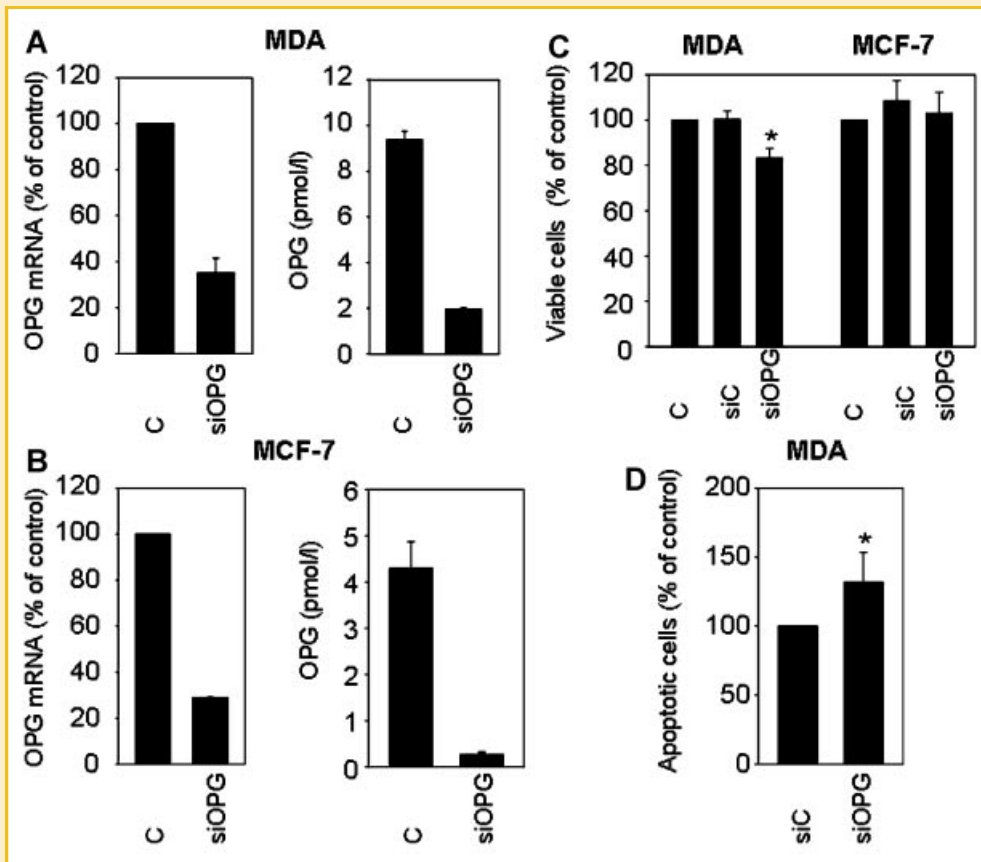 A
MDA
OPG mRNA (% of control)
120
100
80
60
40
20
0
C
siOPG
OPG (pmol/l)
12
10
8
6
4
2
0
C
siOPG
B
MCF-7
OPG mRNA (% of control)
120
100
80
60
40
20
0
C
siOPG
OPG (pmol/l)
6
5
4
3
2
1
0
C
siOPG
C
MDA
MCF-7
Viable cells (% of control)
120
100
80
60
40
20
0
*
C
siC
siOPG
C
siC
siOPG
D
MDA
Apoptotic cells (% of control)
200
150
100
50
0
*
siC
siOPG